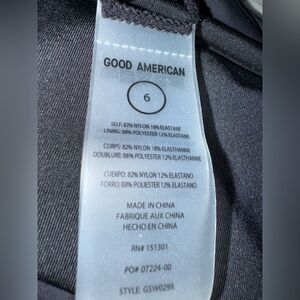 GOOD AMERICAN
6
SELF: 82% NYLON 18% ELASTANE
LINING: 88% POLYESTER 12% ELASTANE
CORPS: 82% NYLON 18% ELASTHANNE
DOUBLURE: 88% POLYESTER 12% ELASTHANNE
CUERPO: 82% NYLON 12% ELASTANO
FORRO: 88% POLIESTER 12% ELASTANO
MADE IN CHINA
FABRIQUE AUX CHINA
HECHO EN CHINA
RN# 151301
PO# 07224-00
STYLE: GSW0295